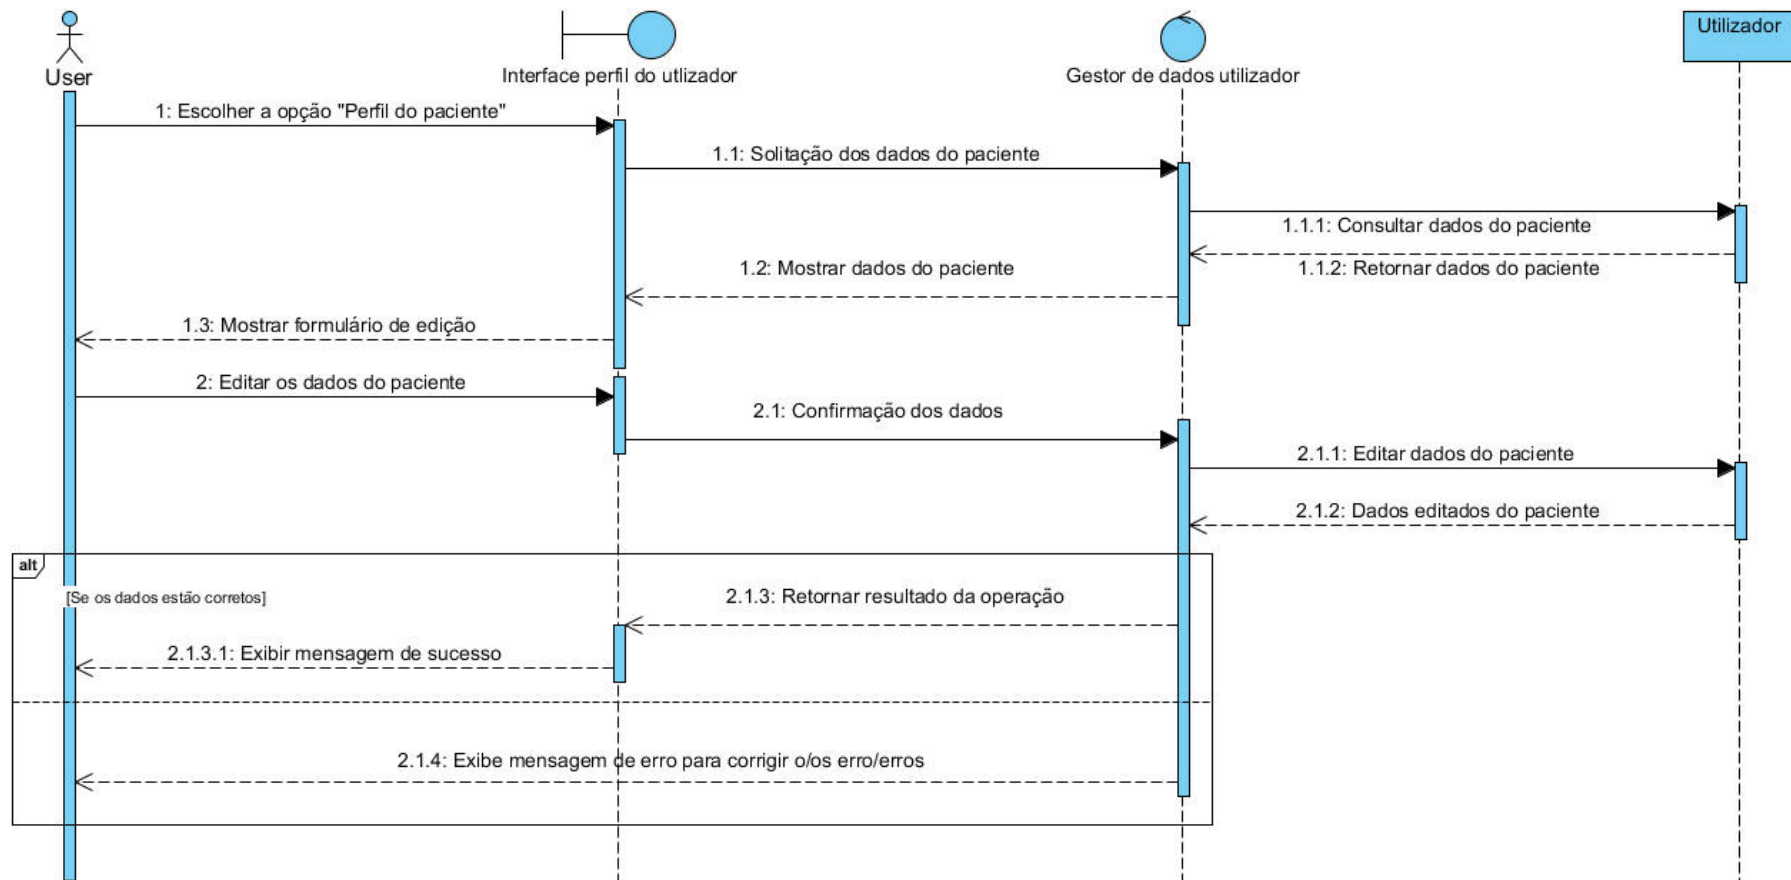 User
Interface perfil do utlizador
Gestor de dados utilizador
Utilizador
1: Escolher a opção "Perfil do paciente"
1.1: Solitação dos dados do paciente
1.1.1: Consultar dados do paciente
1.1.2: Retornar dados do paciente
1.2: Mostrar dados do paciente
1.3: Mostrar formulário de edição
2: Editar os dados do paciente
2.1: Confirmação dos dados
2.1.1: Editar dados do paciente
2.1.2: Dados editados do paciente
alt
[Se os dados estão corretos]
2.1.3: Retornar resultado da operação
2.1.3.1: Exibir mensagem de sucesso
2.1.4: Exibe mensagem de erro para corrigir o/os erro/erros